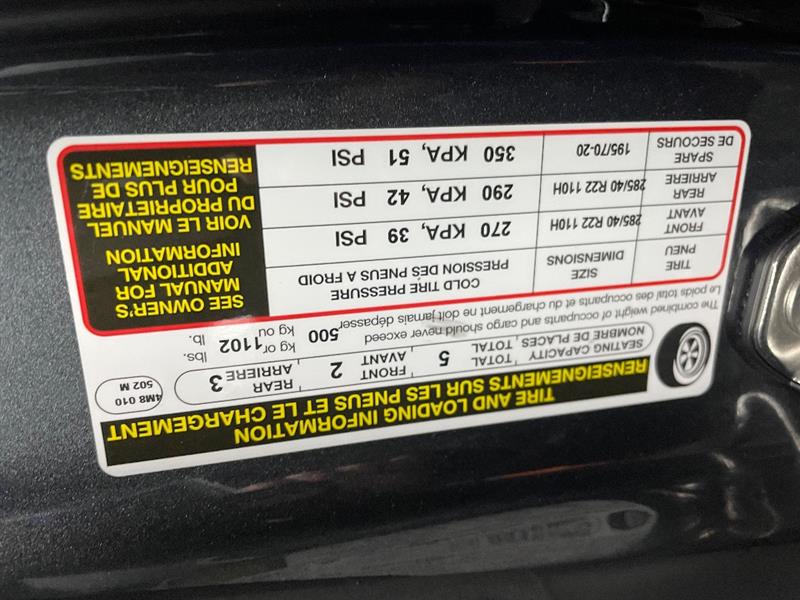 TIRE AND LOADING INFORMATION
RENSEIGNEMENTS SUR LES PNEUS ET LE CHARGEMENT
SEATING CAPACITY
NOMBRE DE PLACES
TOTAL
TOTAL
5
FRONT
AVANT
2
REAR
ARRIERE
3
4M8 010
502 M
The combined weight of occupants and cargo should never exceed
Le poids total des occupants et du chargement ne doit jamais dépasser
500
kg or
kg ou
1102
lbs.
lb.
TIRE
PNEU
SIZE
DIMENSIONS
COLD TIRE PRESSURE
PRESSION DES PNEUS A FROID
FRONT
AVANT
285/40 R22 110H
270 KPA, 39 PSI
REAR
ARRIERE
285/40 R22 110H
290 KPA, 42 PSI
SPARE
DE SECOURS
195/70-20
350 KPA, 51 PSI
SEE OWNER'S
MANUAL FOR
ADDITIONAL
INFORMATION
VOIR LE MANUEL
DU PROPRIETAIRE
POUR PLUS DE
RENSEIGNEMENTS